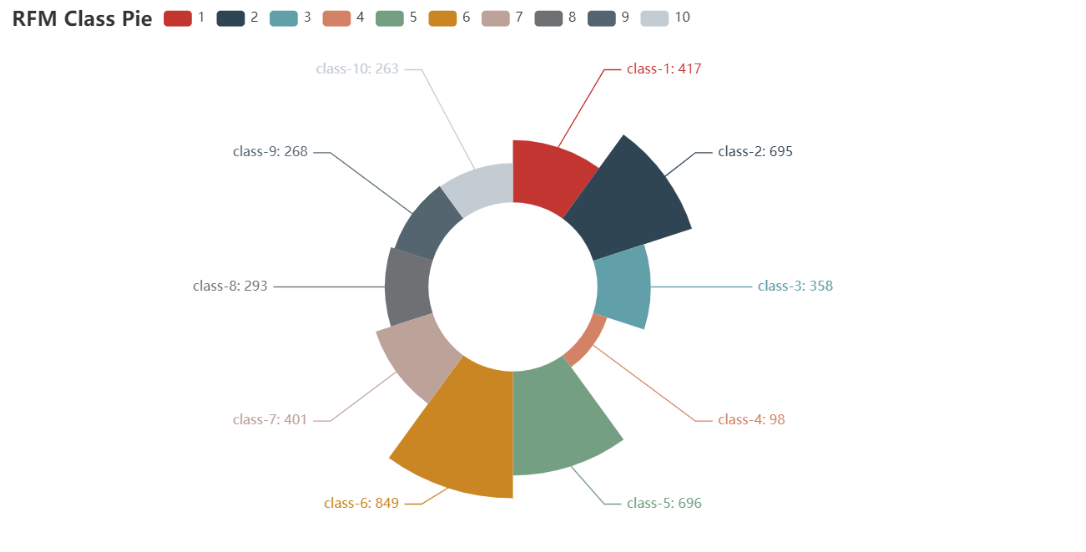 RFM Class Pie 1 2 3 4 5 6 7 8 9 10
class-10: 263
class-1: 417
class-9: 268
class-2: 695
class-8: 293
class-3: 358
class-7: 401
class-4: 98
class-6: 849
class-5: 696